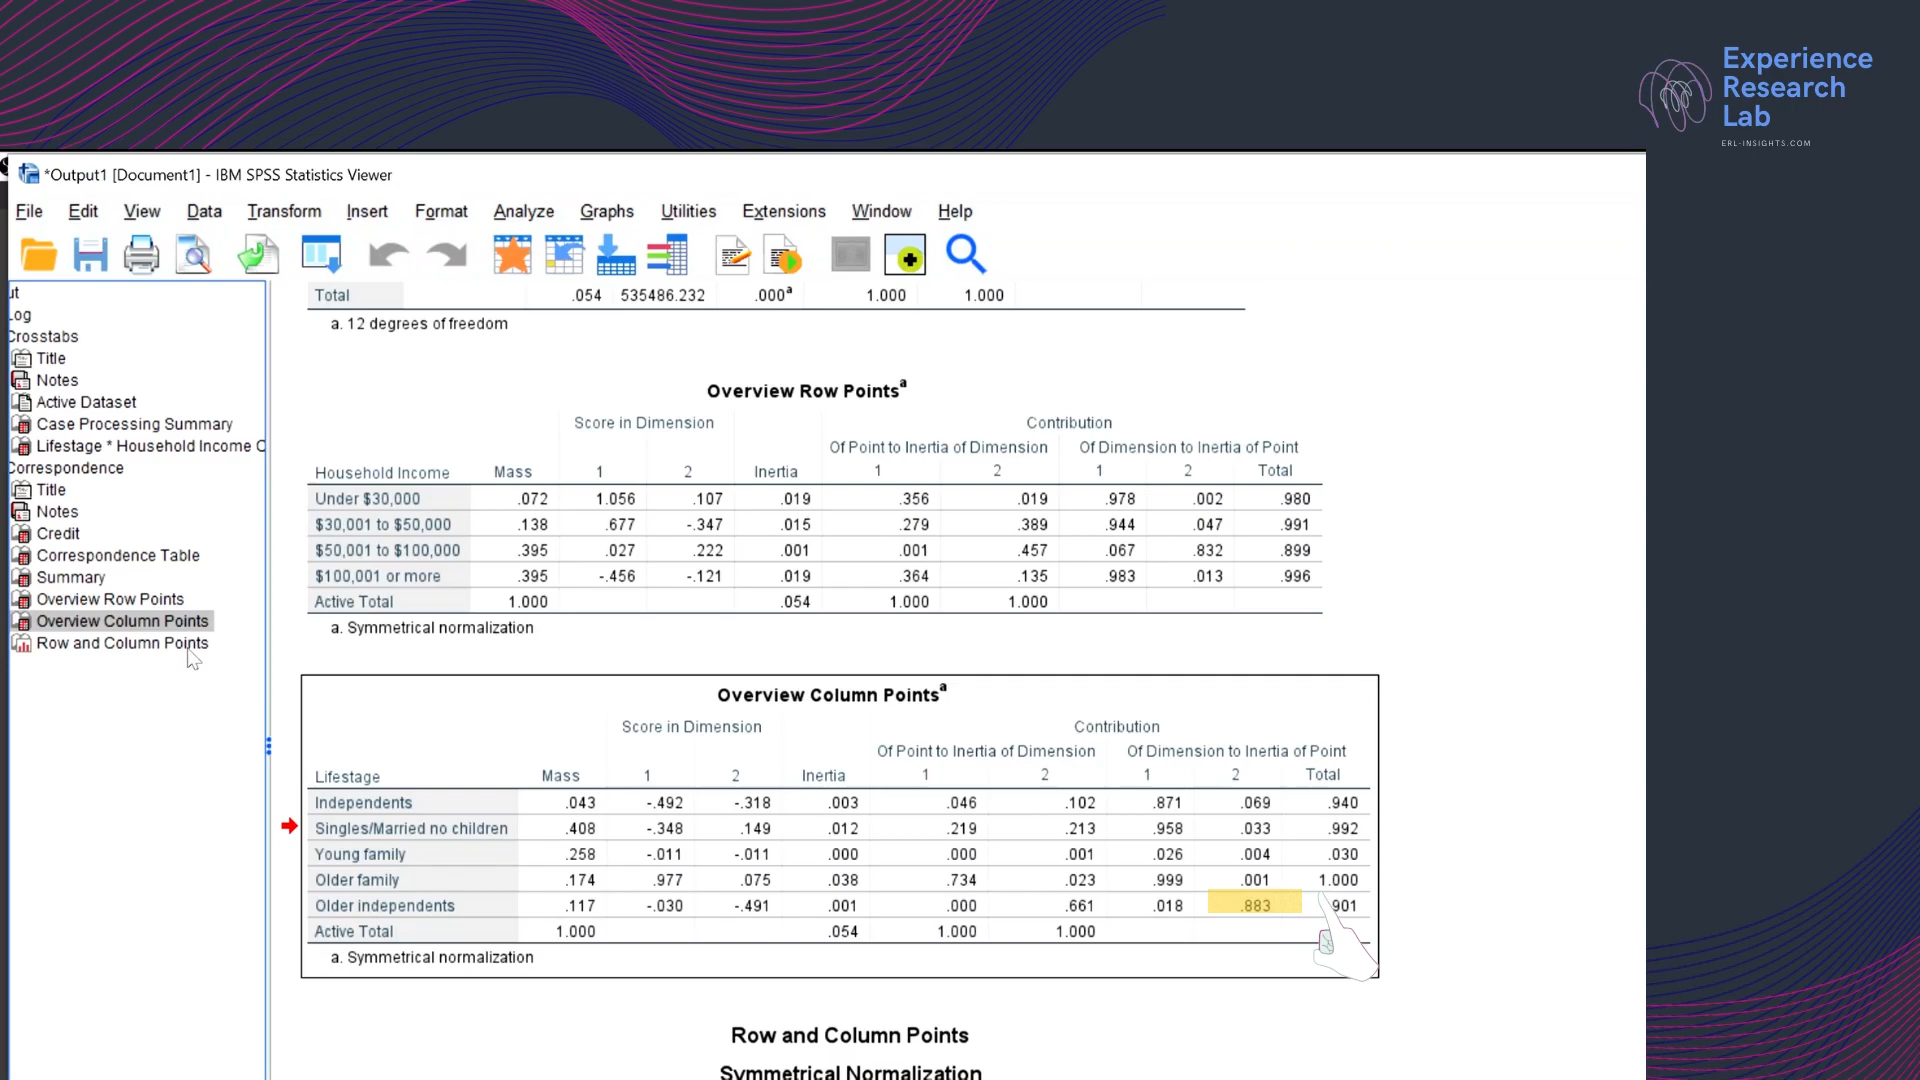 Experience
Research
Lab
ERL-INSIGHTS.COM
*Output1 [Document1] - IBM SPSS Statistics Viewer
File Edit View Data Transform Insert Format Analyze Graphs Utilities Extensions Window Help
ut
Log
Crosstabs
Title
Notes
Active Dataset
Case Processing Summary
Lifestage * Household Income C
Correspondence
Title
Notes
Credit
Correspondence Table
Summary
Overview Row Points
Overview Column Points
Row and Column Points
Total .054 535486.232 .000a 1.000 1.000
a. 12 degrees of freedom
Overview Row Pointsa
Score in Dimension Contribution
Of Point to Inertia of Dimension Of Dimension to Inertia of Point
Household Income Mass 1 2 Inertia 1 2 1 2 Total
Under $30,000 .072 1.056 .107 .019 .356 .019 .978 .002 .980
$30,001 to $50,000 .138 .677 -.347 .015 .279 .389 .944 .047 .991
$50,001 to $100,000 .395 .027 .222 .001 .001 .457 .067 .832 .899
$100,001 or more .395 -.456 -.121 .019 .364 .135 .983 .013 .996
Active Total 1.000 .054 1.000 1.000
a. Symmetrical normalization
Overview Column Pointsa
Score in Dimension Contribution
Of Point to Inertia of Dimension Of Dimension to Inertia of Point
Lifestage Mass 1 2 Inertia 1 2 1 2 Total
Independents .043 -.492 -.318 .003 .046 .102 .871 .069 .940
Singles/Married no children .408 -.348 .149 .012 .219 .213 .958 .033 .992
Young family .258 -.011 -.011 .000 .000 .001 .026 .004 .030
Older family .174 .977 .075 .038 .734 .023 .999 .001 1.000
Older independents .117 -.030 -.491 .001 .000 .661 .018 .883 .901
Active Total 1.000 .054 1.000 1.000
a. Symmetrical normalization
Row and Column Points
Symmetrical Normalization